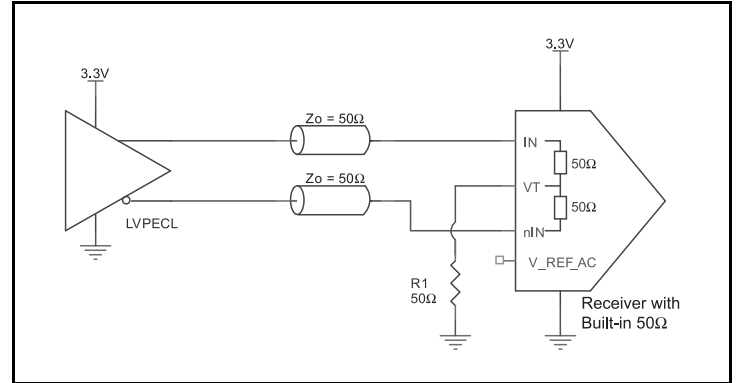 3.3V
3.3V
Zo = 50Ω
IN
50Ω
Zo = 50Ω
VT
50Ω
LVPECL
nIN
V_REF_AC
R1
50Ω
Receiver with
Built-in 50Ω